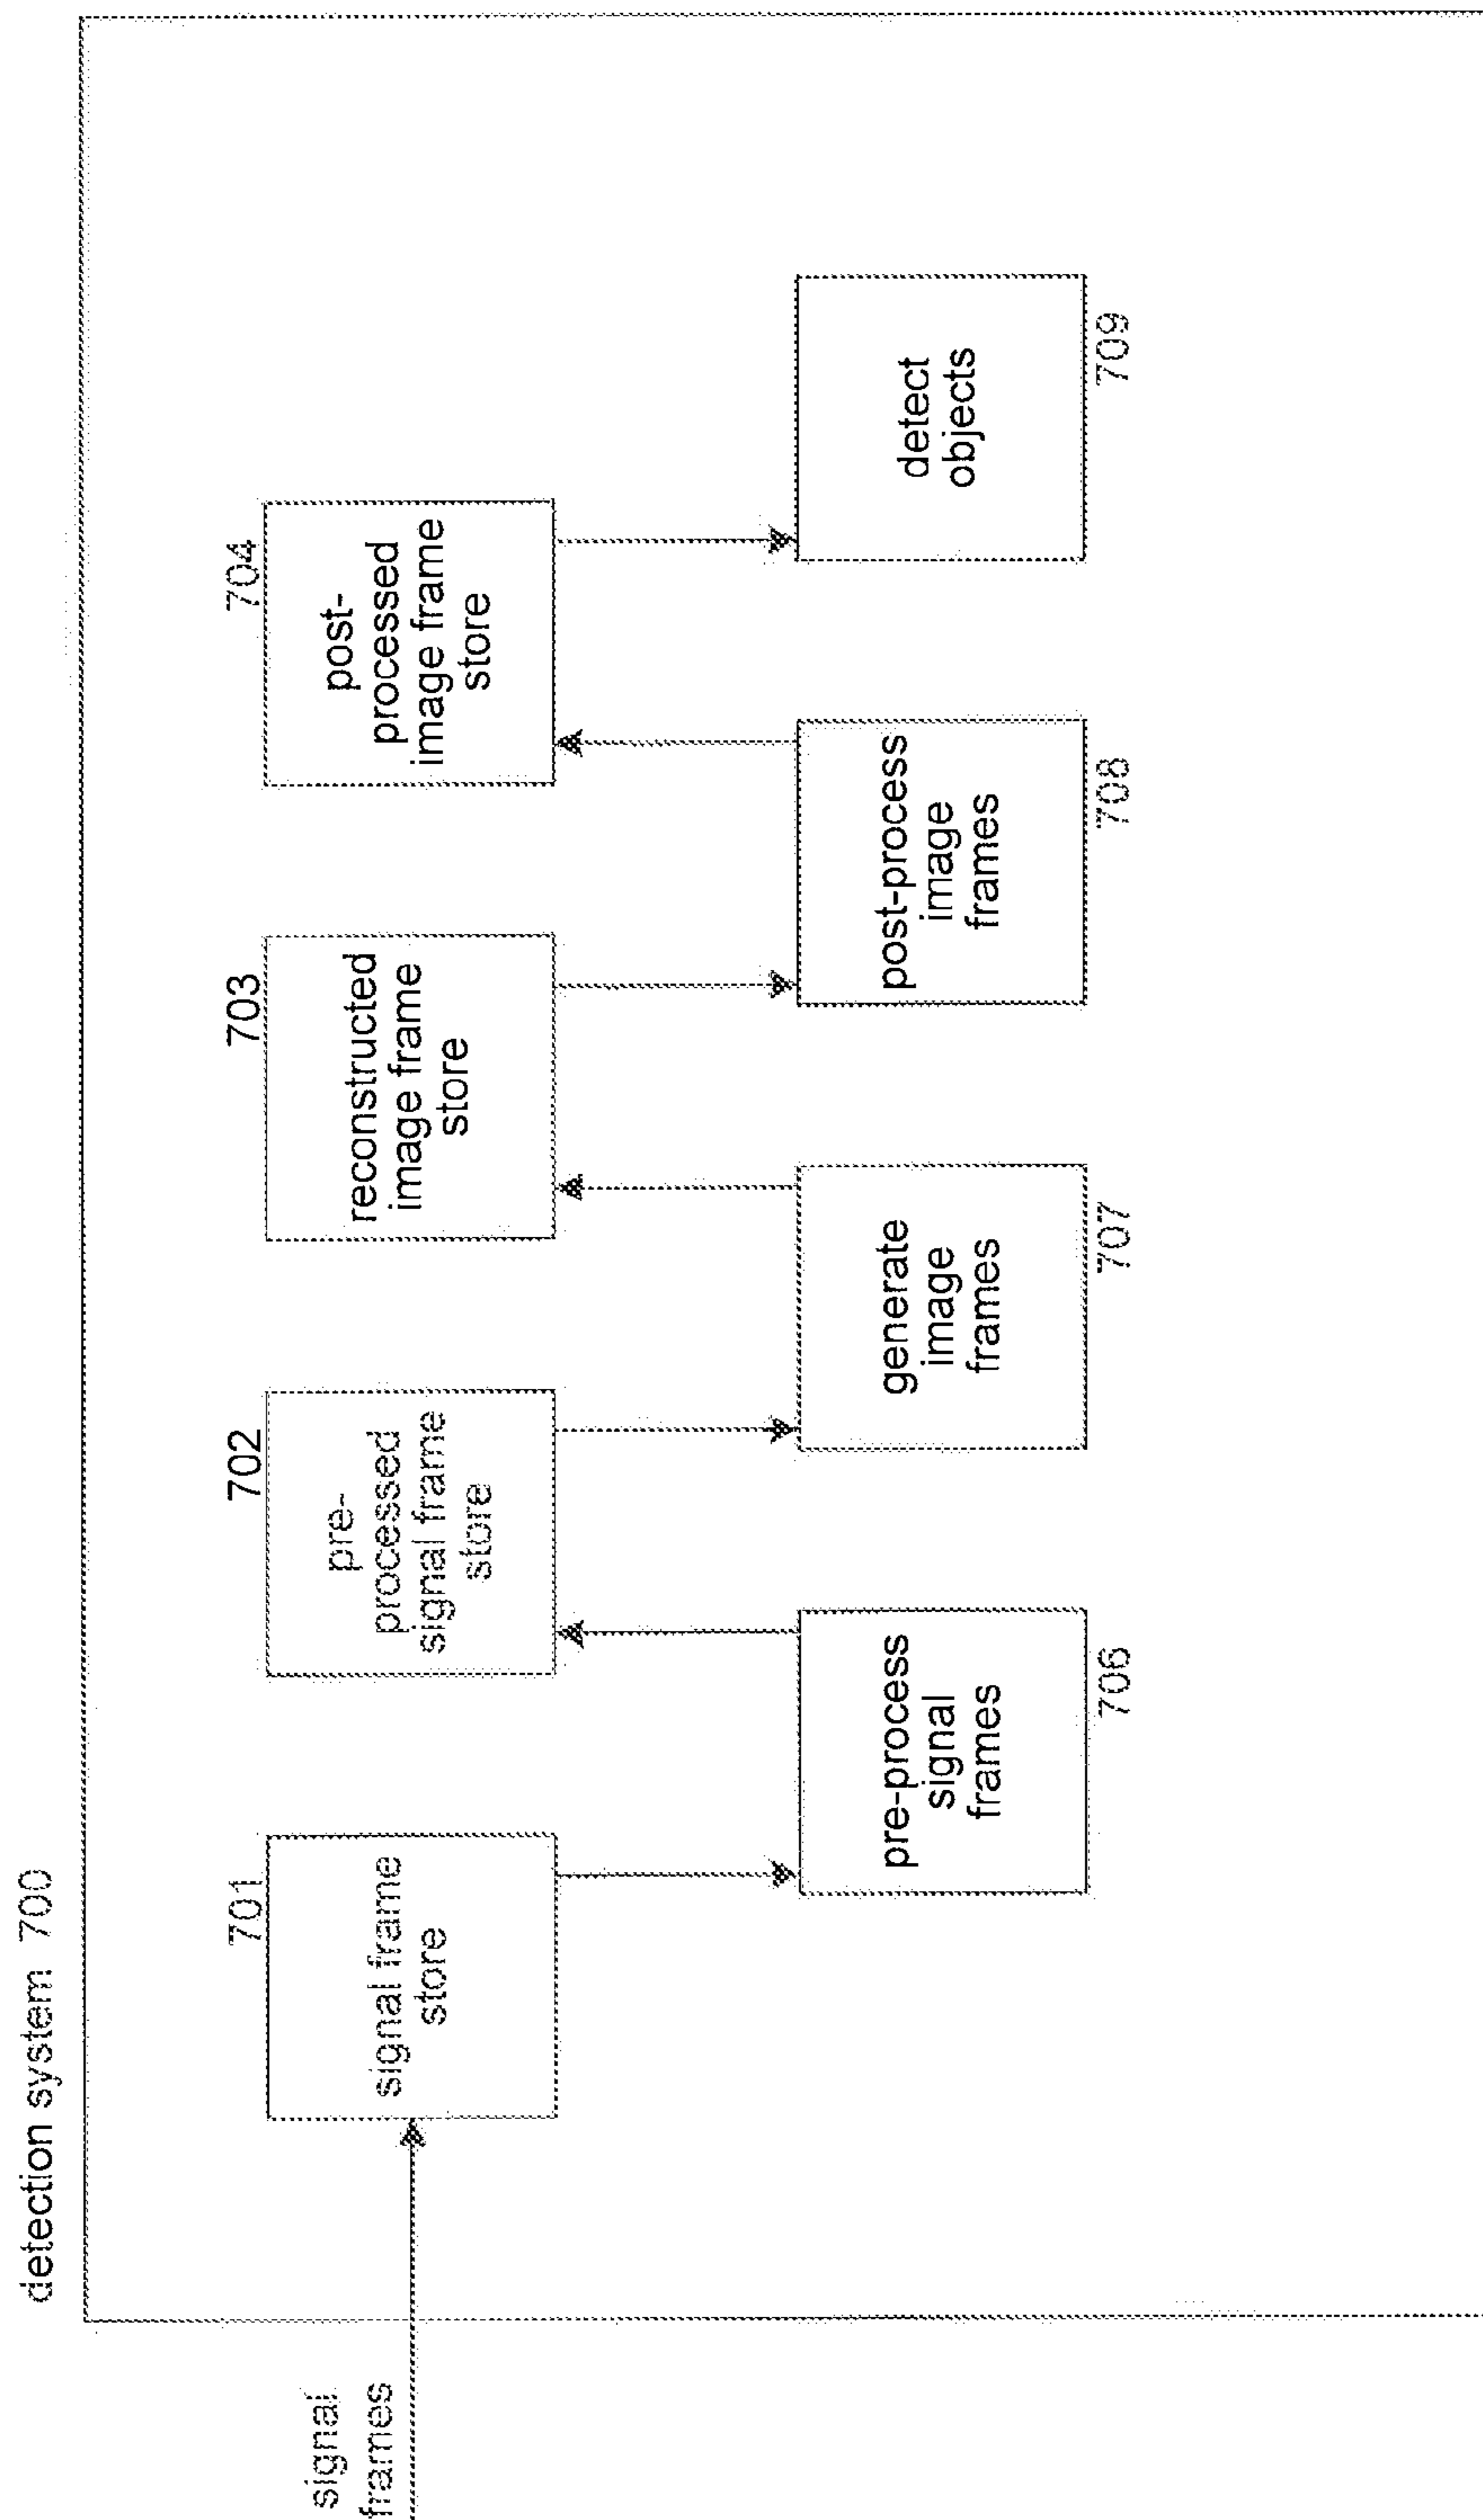 detection system 700
signal
frames
701
signal frame
store
702
pre-
processed
signal frame
store
703
reconstructed
image frame
store
704
post-
processed
image frame
store
pre-process
signal
frames
706
generate
image
frames
707
post-process
image
frames
708
detect
objects
709